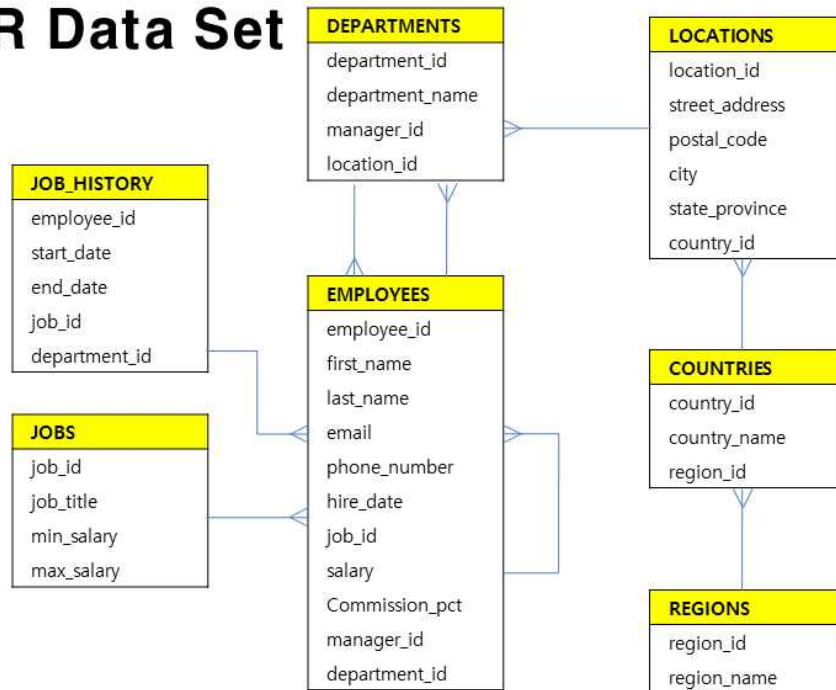 R Data Set
DEPARTMENTS
department_id
department_name
manager_id
location_id
LOCATIONS
location_id
street_address
postal_code
city
state_province
country_id
JOB_HISTORY
employee_id
start_date
end_date
job_id
department_id
EMPLOYEES
employee_id
first_name
last_name
email
phone_number
hire_date
job_id
salary
Commission_pct
manager_id
department_id
COUNTRIES
country_id
country_name
region_id
JOBS
job_id
job_title
min_salary
max_salary
REGIONS
region_id
region_name